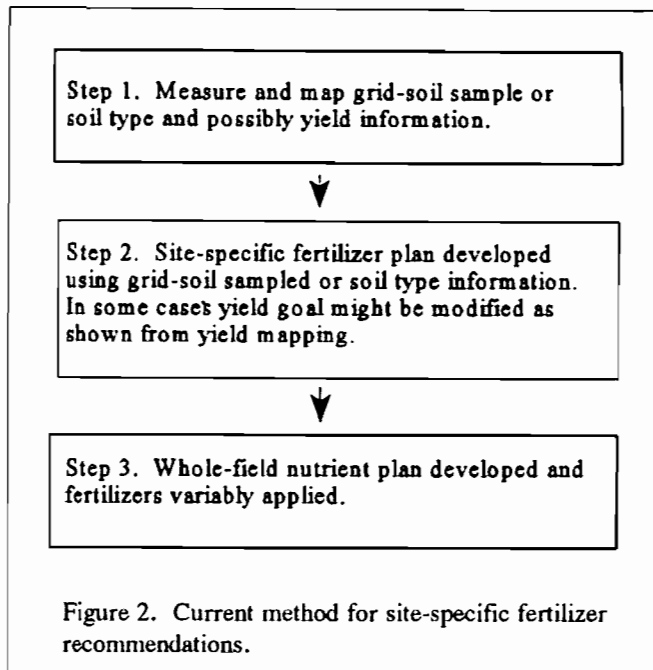 Step 1. Measure and map grid-soil sample or
soil type and possibly yield information.
Step 2. Site-specific fertilizer plan developed
using grid-soil sampled or soil type information.
In some cases yield goal might be modified as
shown from yield mapping.
Step 3. Whole-field nutrient plan developed and
fertilizers variably applied.
Figure 2. Current method for site-specific fertilizer
recommendations.